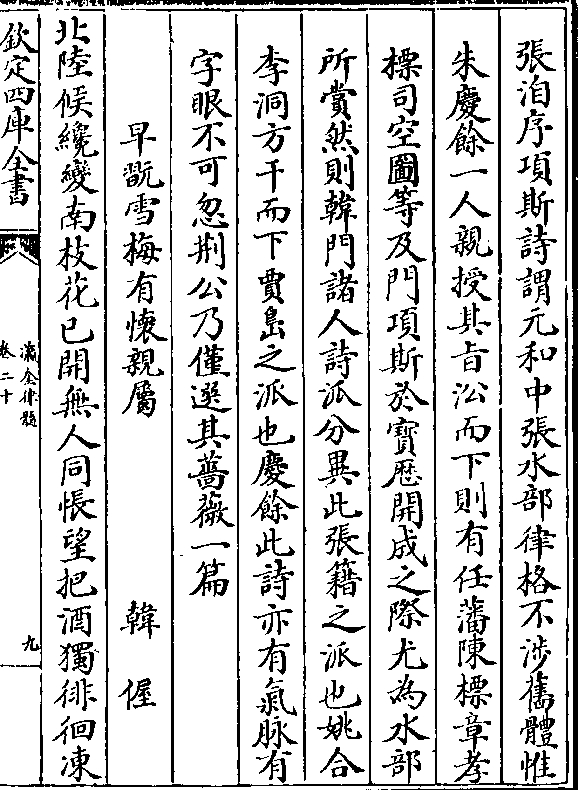 張洎序項斯詩謂元和中張水部律格不渉舊體惟
朱慶餘一人親授其㫖沿而下則有任蕃陳標章孝
標司空圖等及門項斯於寳厯開成之際尤為水部
所賞然則韓門諸人詩派分異此張籍之派也姚合
李洞方干而下賈島之派也慶餘此詩亦有氣脉有
字眼不可忽荆公乃僅選其薔薇一篇
早翫雪梅有懐親屬 韓偓
北陸候纔變南枝花已開無人同悵望把酒獨徘徊凍
欽定四庫全書
瀛奎律髓
卷二十
九